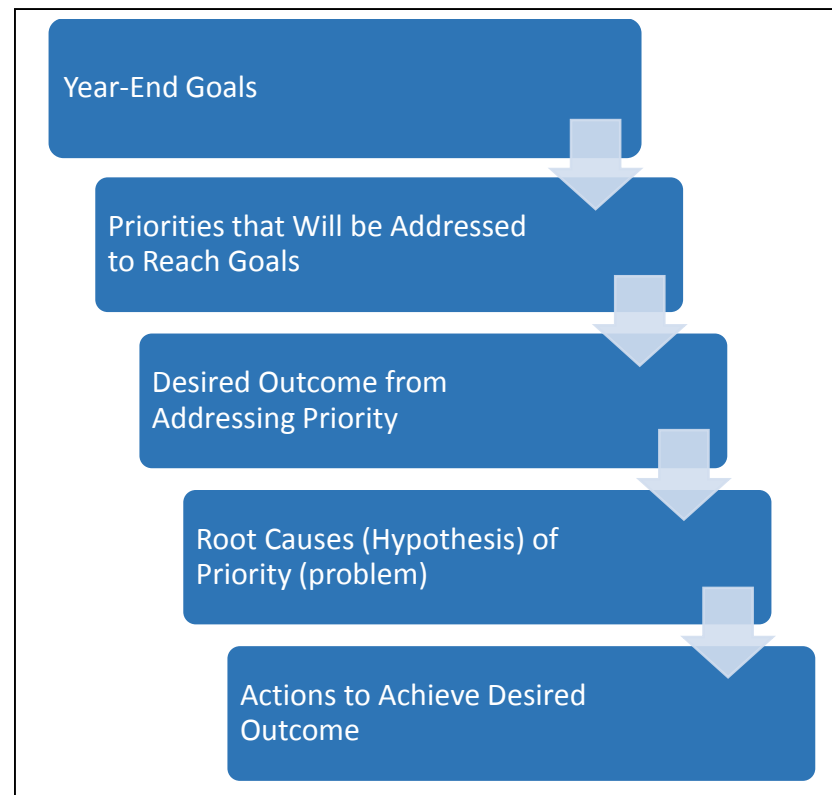 Year-End Goals
Priorities that Will be Addressed
to Reach Goals
Desired Outcome from
Addressing Priority
Root Causes (Hypothesis) of
Priority (problem)
Actions to Achieve Desired
Outcome